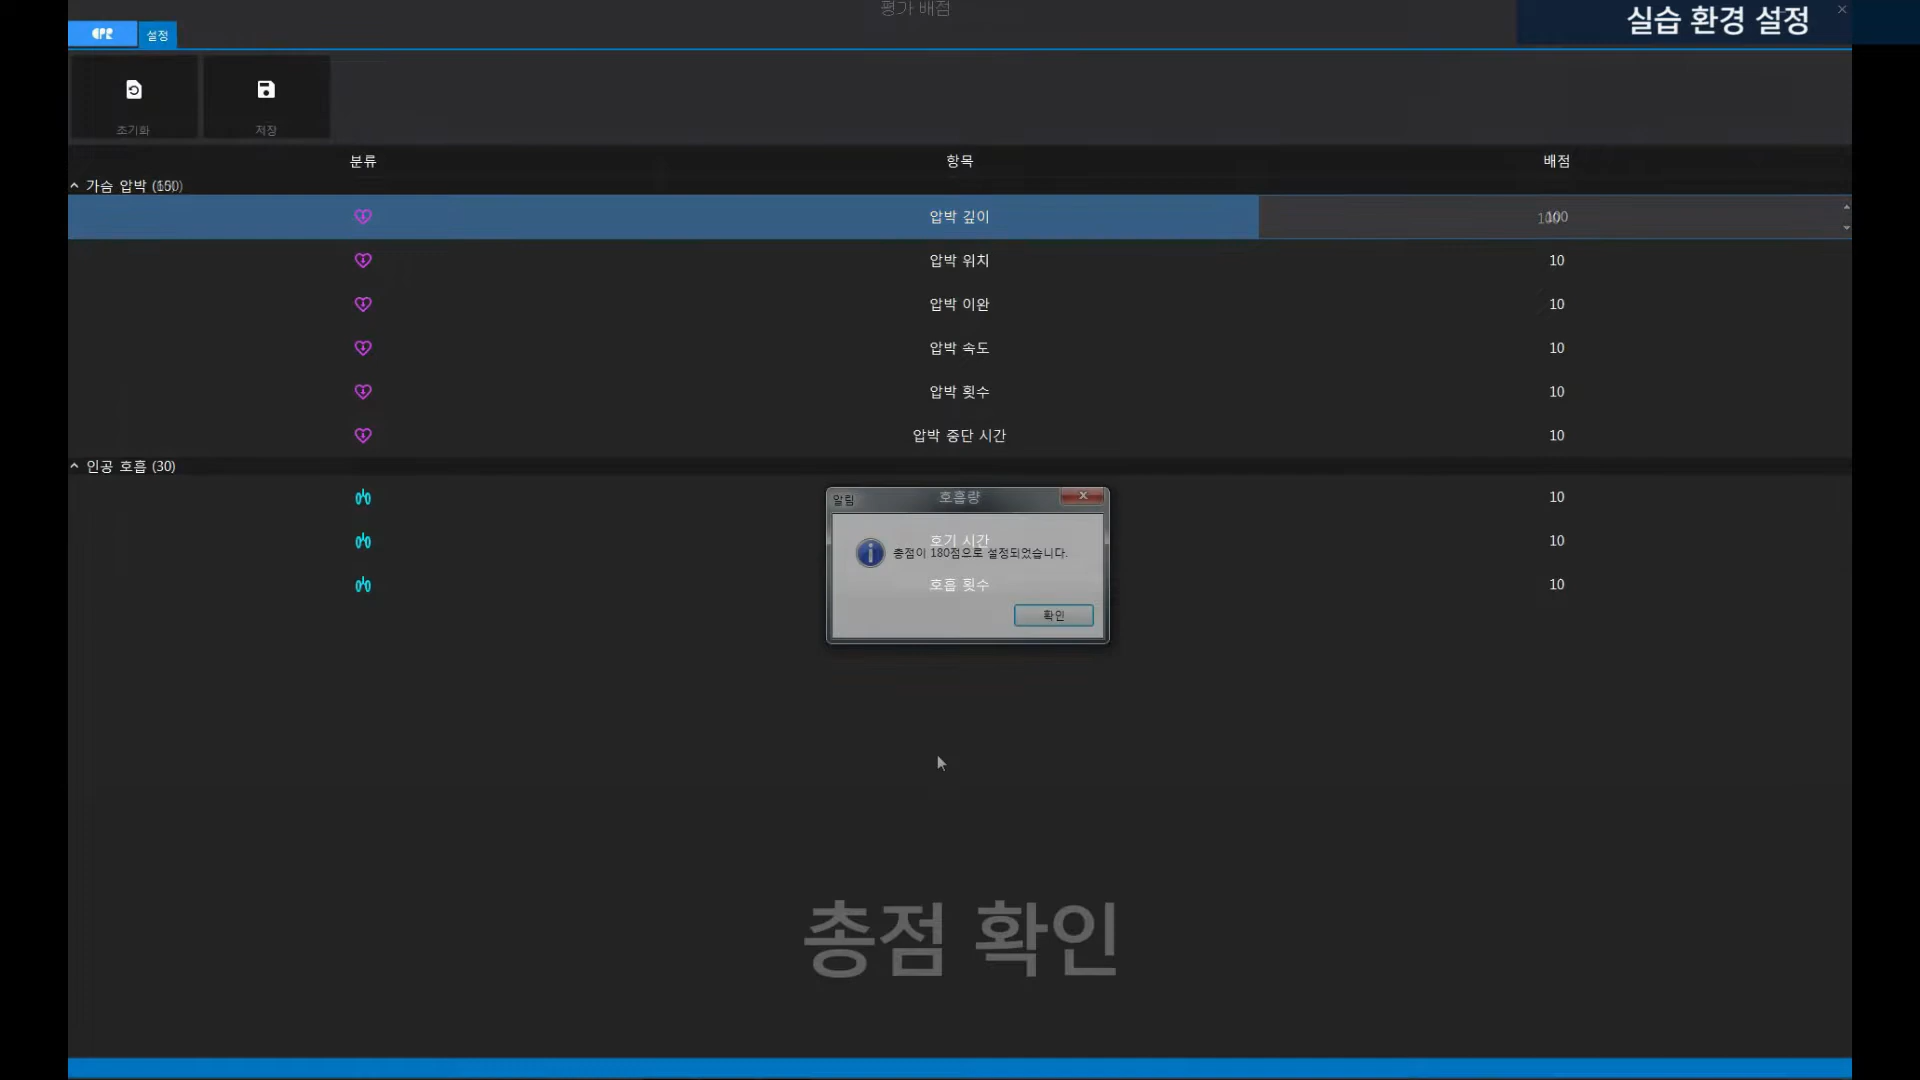 평가 배점
실습 환경 설정
CPR
설정
초기화
저장
분류
항목
배점
가슴 압박
압박 깊이
100
압박 위치
10
압박 이완
10
압박 속도
10
압박 횟수
10
압박 중단 시간
10
인공 호흡 (30)
호흡량
10
알림
호기 시간
10
총점이 180점으로 설정되었습니다.
호흡 횟수
10
확인
총점 확인